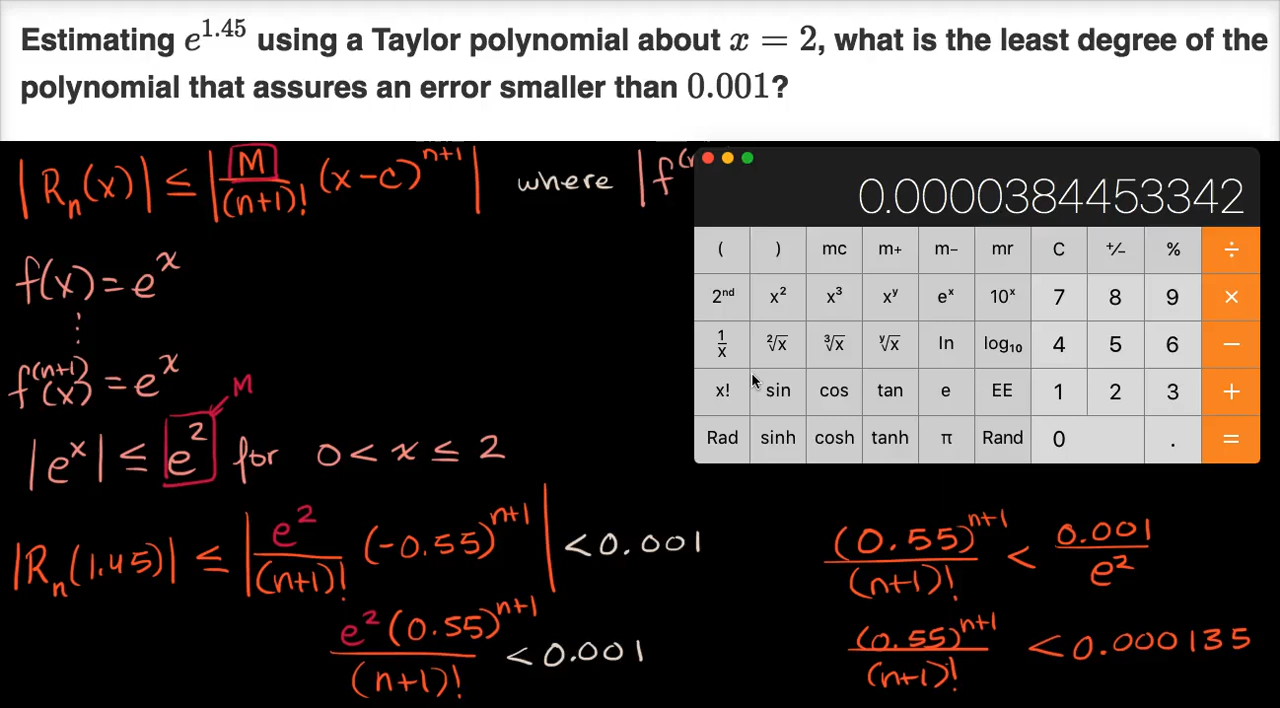 Estimating e^1.45 using a Taylor polynomial about x = 2, what is the least degree of the
polynomial that assures an error smaller than 0.001?
|Rₙ(x)| ≤ |M/(n+1)! (x-c)^(n+1)| where |f^(
f(x) = e^x
⋮
f^(n+1)(x) = e^x
M
|e^x| ≤ e^2 for 0 < x ≤ 2
|Rₙ(1.45)| ≤ |e^2/(n+1)! (-0.55)^(n+1)| < 0.001
e^2(0.55)^(n+1)/(n+1)! < 0.001
0.0000384453342
( ) mc m+ m- mr C +/- % ÷
2nd x^2 x^3 x^y e^x 10^x 7 8 9 ×
1/x ²√x ³√x ʸ√x ln log₁₀ 4 5 6 −
x! sin cos tan e EE 1 2 3 +
Rad sinh cosh tanh π Rand 0 . =
(0.55)^(n+1)/(n+1)! < 0.001/e^2
(0.55)^(n+1)/(n+1)! < 0.000135